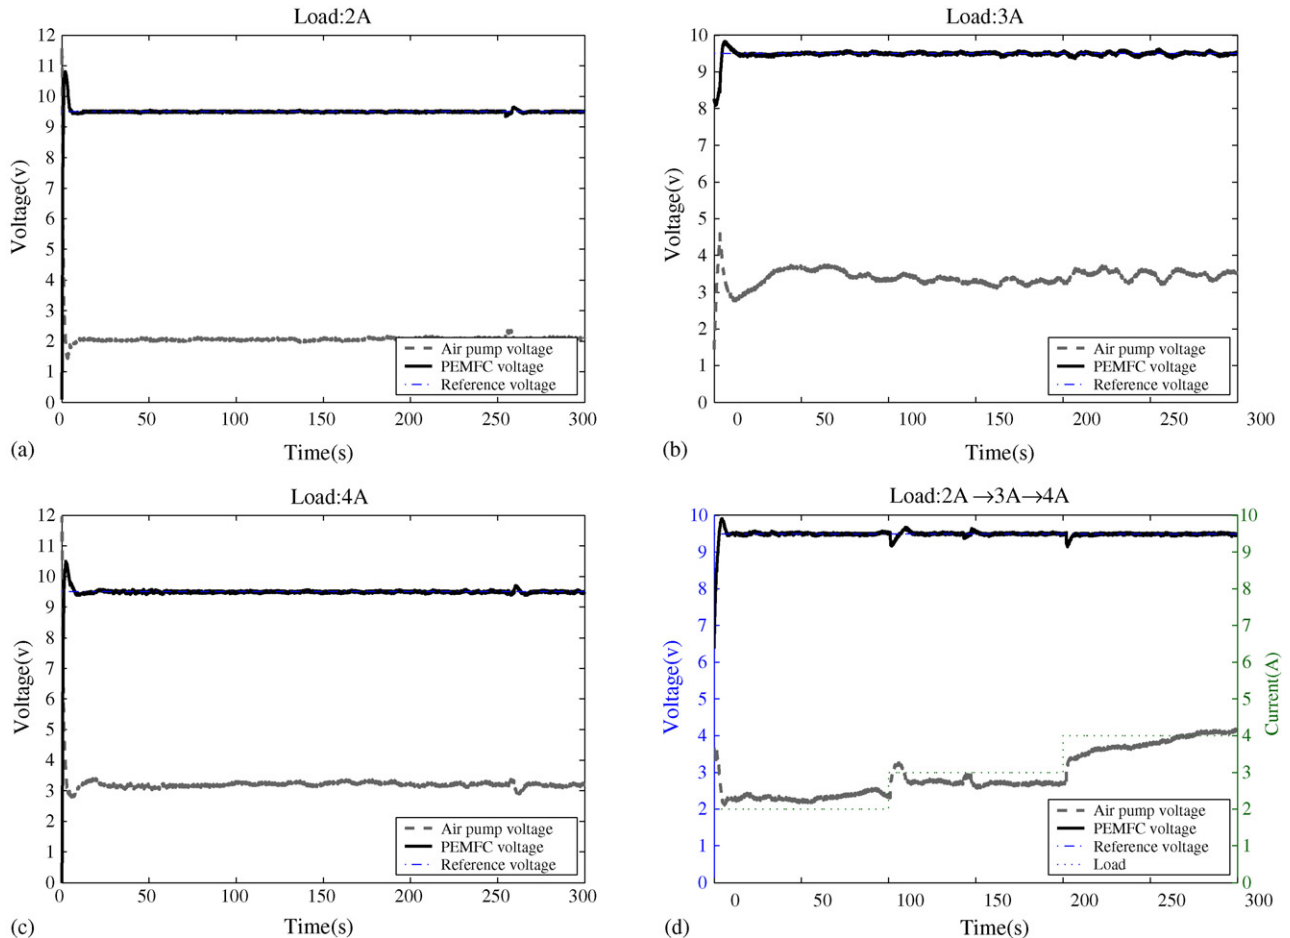 Load:2A
12
11
10
9
8
7
6
5
4
3
2
1
0
Voltage(v)
Air pump voltage
PEMFC voltage
Reference voltage
0 50 100 150 200 250 300
(a)
Time(s)
Load:3A
10
9
8
7
6
5
4
3
2
1
0
Voltage(v)
Air pump voltage
PEMFC voltage
Reference voltage
0 50 100 150 200 250 300
(b)
Time(s)
Load:4A
12
11
10
9
8
7
6
5
4
3
2
1
0
Voltage(v)
Air pump voltage
PEMFC voltage
Reference voltage
0 50 100 150 200 250 300
(c)
Time(s)
Load:2A→3A→4A
10
9
8
7
6
5
4
3
2
1
0
Voltage(v)
10
9
8
7
6
5
4
3
2
1
0
Current(A)
Air pump voltage
PEMFC voltage
Reference voltage
Load
0 50 100 150 200 250 300
(d)
Time(s)